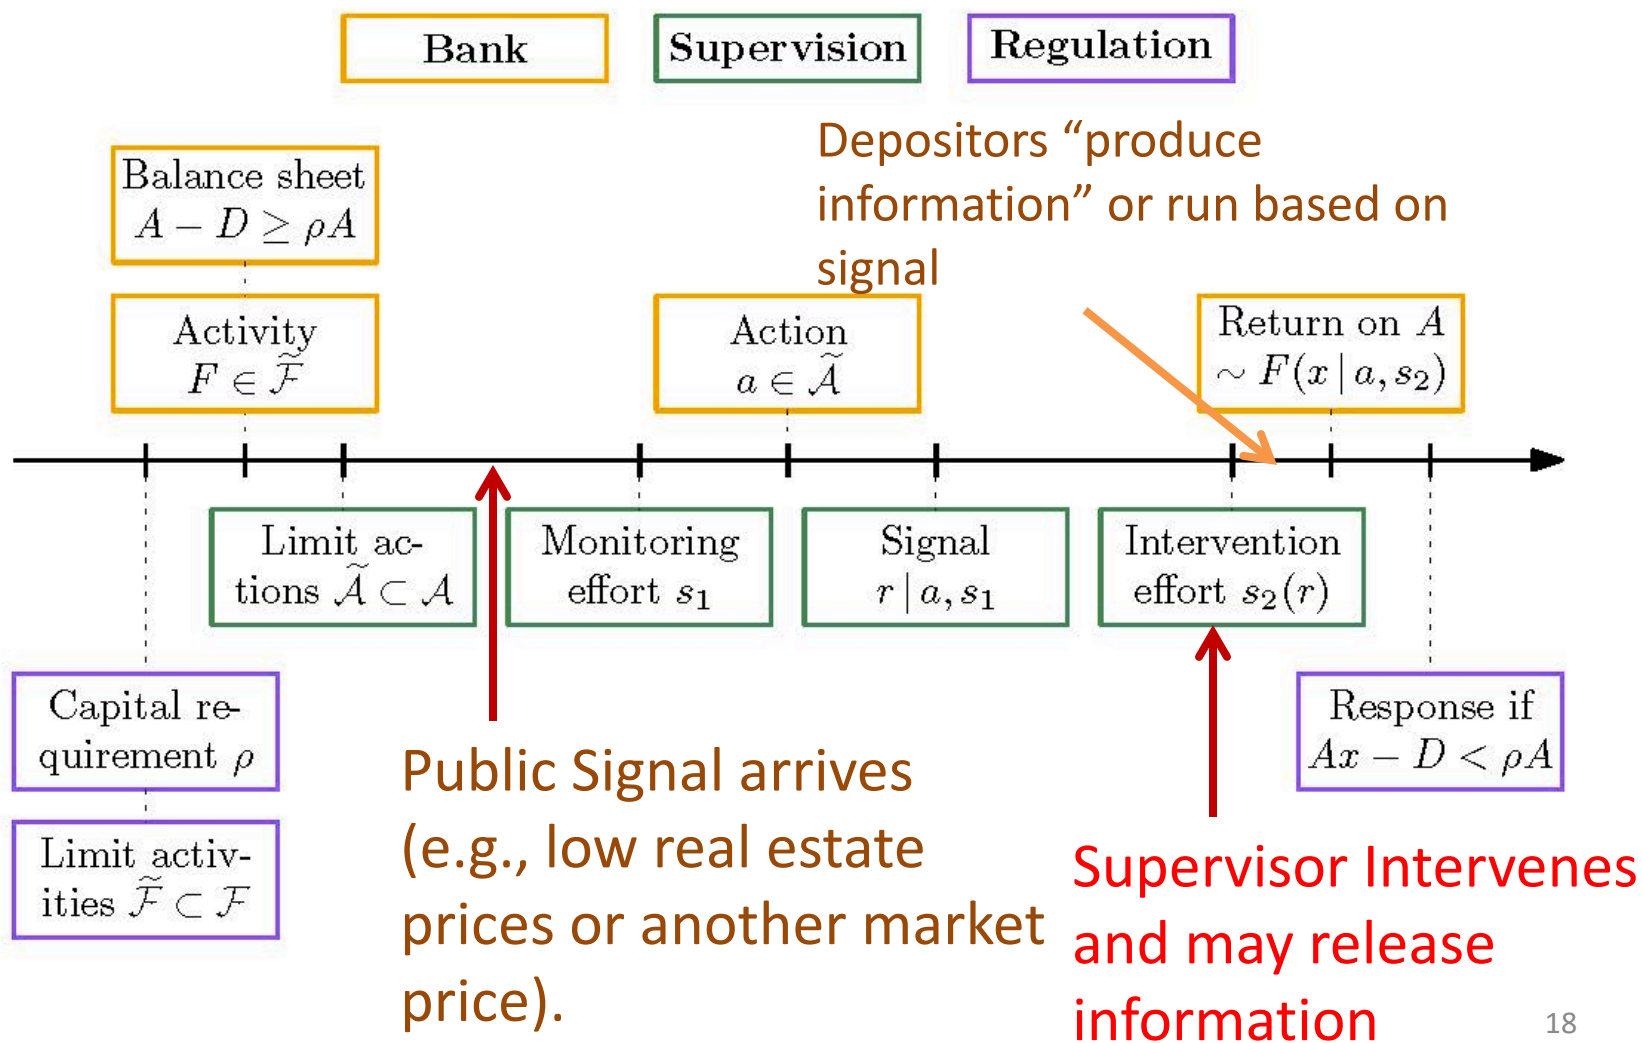 Bank
Supervision
Regulation
Depositors “produce
information” or run based on
signal
Balance sheet
A − D ≥ ρA
Activity
F ∈ F̃
Action
a ∈ Ã
Return on A
∼ F(x | a, s₂)
Limit ac-
tions Ã ⊂ A
Monitoring
effort s₁
Signal
r | a, s₁
Intervention
effort s₂(r)
Capital re-
quirement ρ
Limit activ-
ities F̃ ⊂ F
Response if
Ax − D < ρA
Public Signal arrives
(e.g., low real estate
prices or another market
price).
Supervisor Intervenes
and may release
information
18